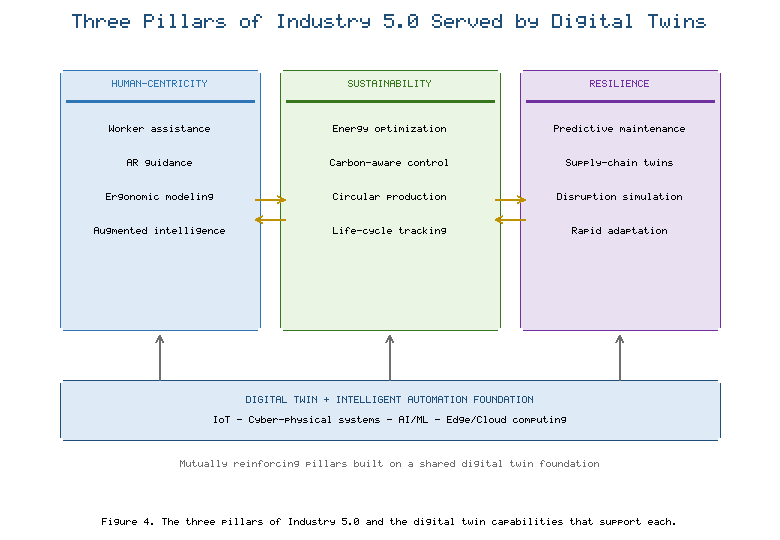 Three Pillars of Industry 5.0 Served by Digital Twins
HUMAN-CENTRICITY
Worker assistance
AR guidance
Ergonomic modeling
Augmented intelligence
SUSTAINABILITY
Energy optimization
Carbon-aware control
Circular production
Life-cycle tracking
RESILIENCE
Predictive maintenance
Supply-chain twins
Disruption simulation
Rapid adaptation
DIGITAL TWIN + INTELLIGENT AUTOMATION FOUNDATION
IoT - Cyber-physical systems - AI/ML - Edge/Cloud computing
Mutually reinforcing pillars built on a shared digital twin foundation
Figure 4. The three pillars of Industry 5.0 and the digital twin capabilities that support each.